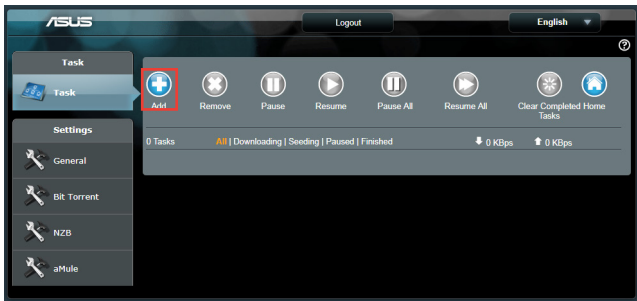 ASUS
Logout
English
?
Task
Task
Add Remove Pause Resume Pause All Resume All Clear Completed Tasks Home
0 Tasks All | Downloading | Seeding | Paused | Finished 0 KBps 0 KBps
Settings
General
Bit Torrent
NZB
aMule